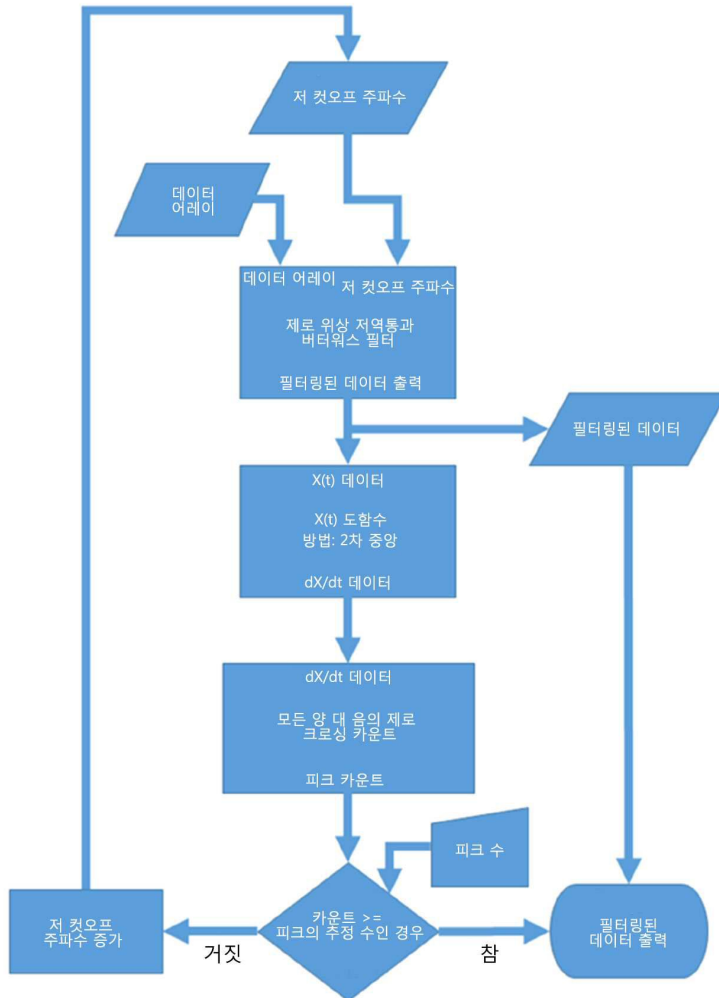 저 컷오프 주파수
데이터
어레이
데이터 어레이
저 컷오프 주파수
제로 위상 저역통과
버터워스 필터
필터링된 데이터 출력
필터링된 데이터
X(t) 데이터
X(t) 도함수
방법: 2차 중앙
dX/dt 데이터
dX/dt 데이터
모든 양 대 음의 제로
크로싱 카운트
피크 카운트
피크 수
카운트 >=
피크의 추정 수인 경우
저 컷오프
주파수 증가
거짓
참
필터링된
데이터 출력